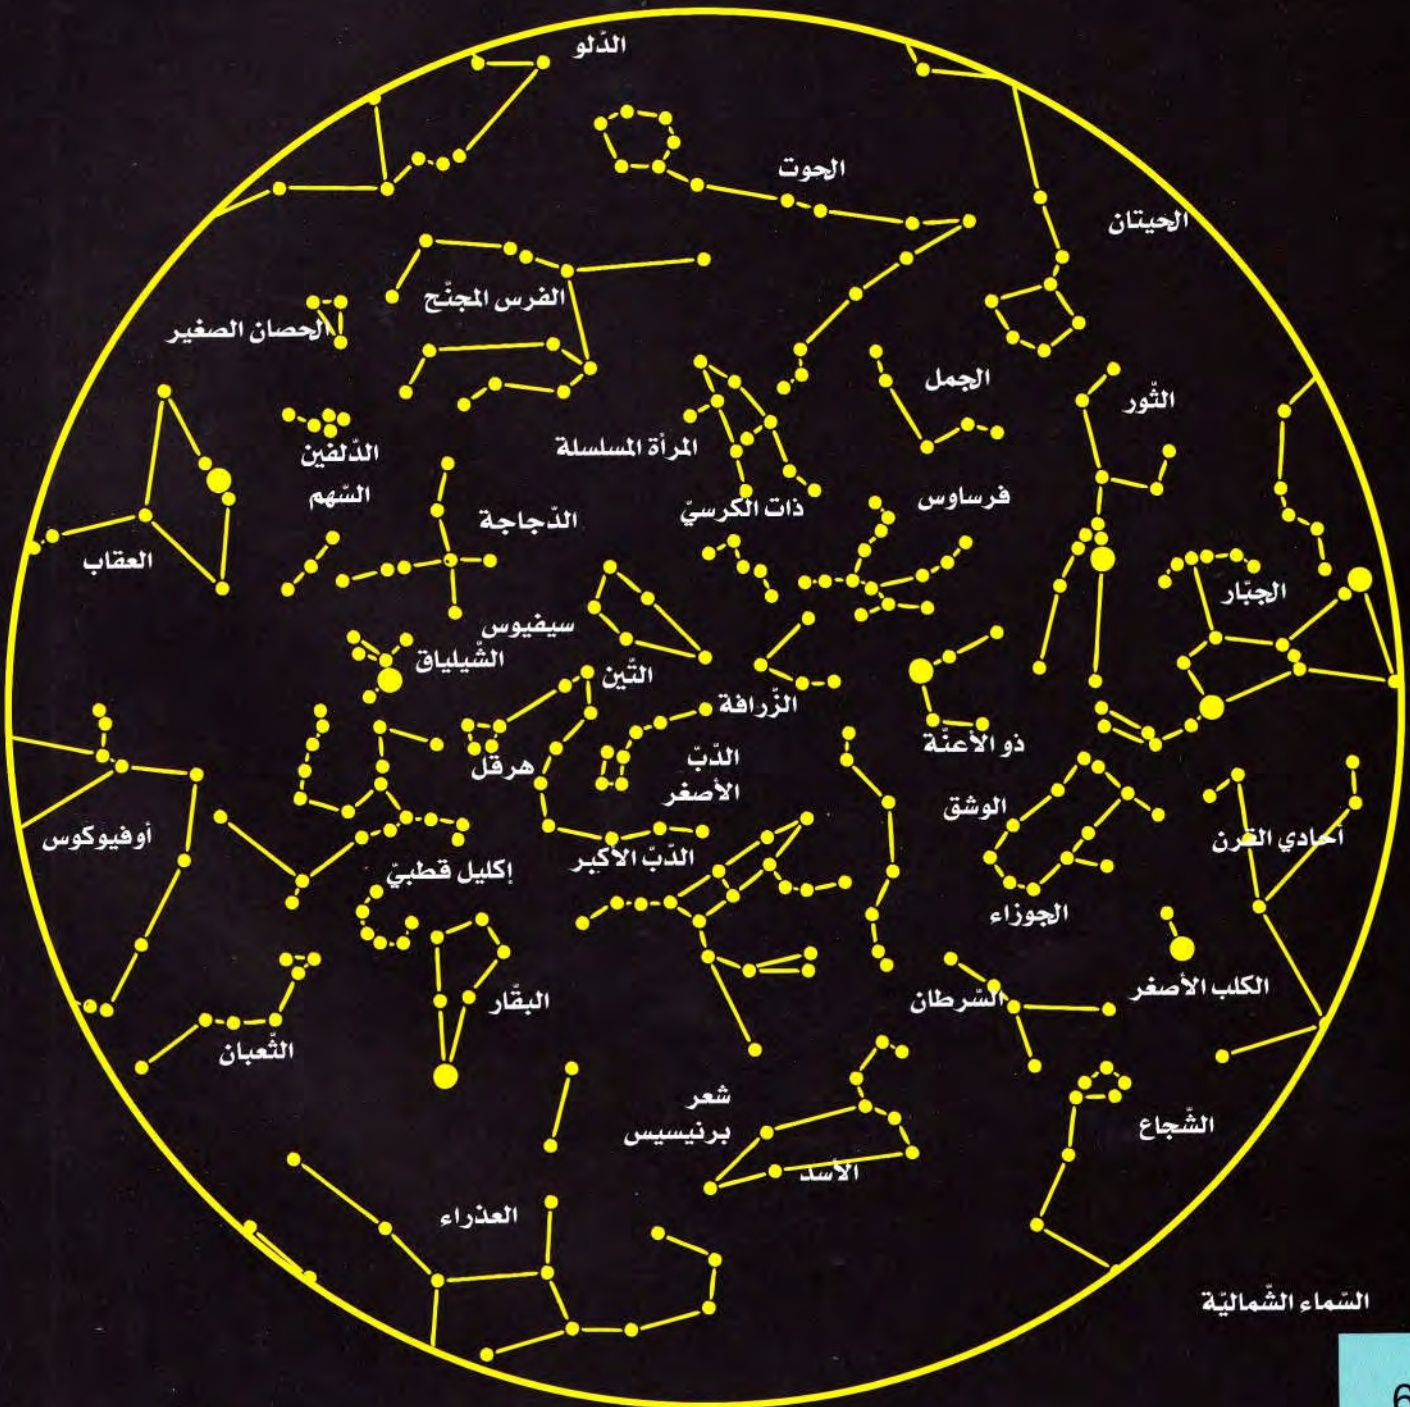 الدّلو
الحوت
الحيتان
الفرس المجنّح
الحصان الصغير
الجمل
الثّور
المرأة المسلسلة
الدّلفين
السّهم
ذات الكرسيّ
فرساوس
الدّجاجة
العقاب
الجبّار
سيفيوس
الشّيلياق
التّين
الزّرافة
ذو الأعنّة
الدّبّ
الأصغر
هرقل
الوشق
أحادي القرن
أوفيوكوس
الدّبّ الأكبر
إكليل قطبيّ
الجوزاء
الكلب الأصغر
السّرطان
البقّار
الثّعبان
شعر
برنيسيس
الشّجاع
الأسد
العذراء
السّماء الشّماليّة
6